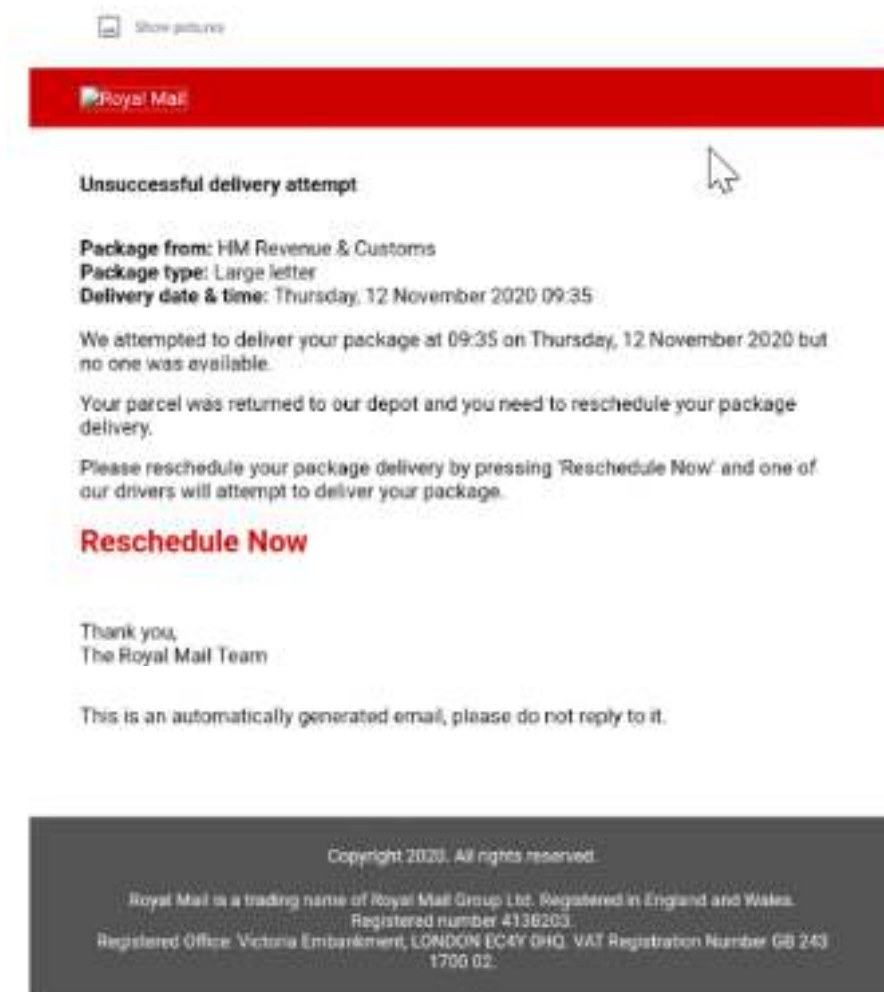 Show pictures
Royal Mail
Unsuccessful delivery attempt
Package from: HM Revenue & Customs
Package type: Large letter
Delivery date & time: Thursday, 12 November 2020 09:35
We attempted to deliver your package at 09:35 on Thursday, 12 November 2020 but
no one was available.
Your parcel was returned to our depot and you need to reschedule your package
delivery.
Please reschedule your package delivery by pressing 'Reschedule Now' and one of
our drivers will attempt to deliver your package.
Reschedule Now
Thank you,
The Royal Mail Team
This is an automatically generated email, please do not reply to it.
Copyright 2020. All rights reserved.
Royal Mail is a trading name of Royal Mail Group Ltd. Registered in England and Wales.
Registered number 4138203.
Registered Office: Victoria Embankment, LONDON EC4Y 0HQ. VAT Registration Number GB 243
1700 02.